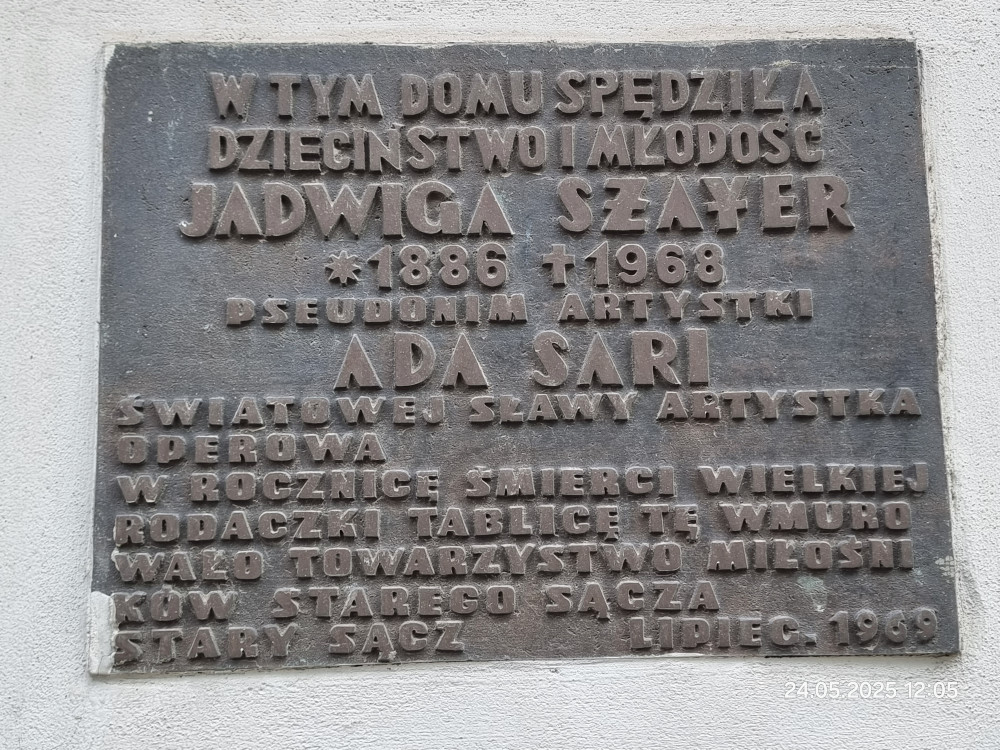 W TYM DOMU SPĘDZIŁA
DZIECIŃSTWO I MŁODOŚĆ
JADWIGA SZAYER
*1886 †1968
PSEUDONIM ARTYSTKI
ADA SARI
ŚWIATOWEJ SŁAWY ARTYSTKA
OPEROWA
W ROCZNICĘ ŚMIERCI WIELKIEJ
RODACZKI TABLICĘ TĘ WMURO
WAŁO TOWARZYSTWO MIŁOŚNI
KÓW STAREGO SĄCZA
STARY SĄCZ LIPIEC. 1969
24.05.2025 12:05